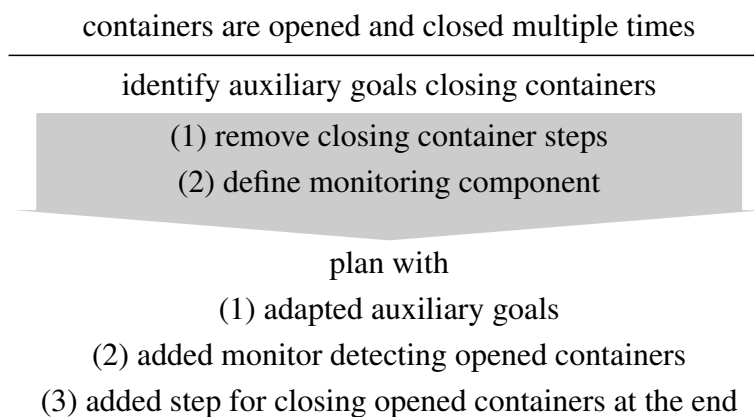 containers are opened and closed multiple times
identify auxiliary goals closing containers
(1) remove closing container steps
(2) define monitoring component
plan with
(1) adapted auxiliary goals
(2) added monitor detecting opened containers
(3) added step for closing opened containers at the end